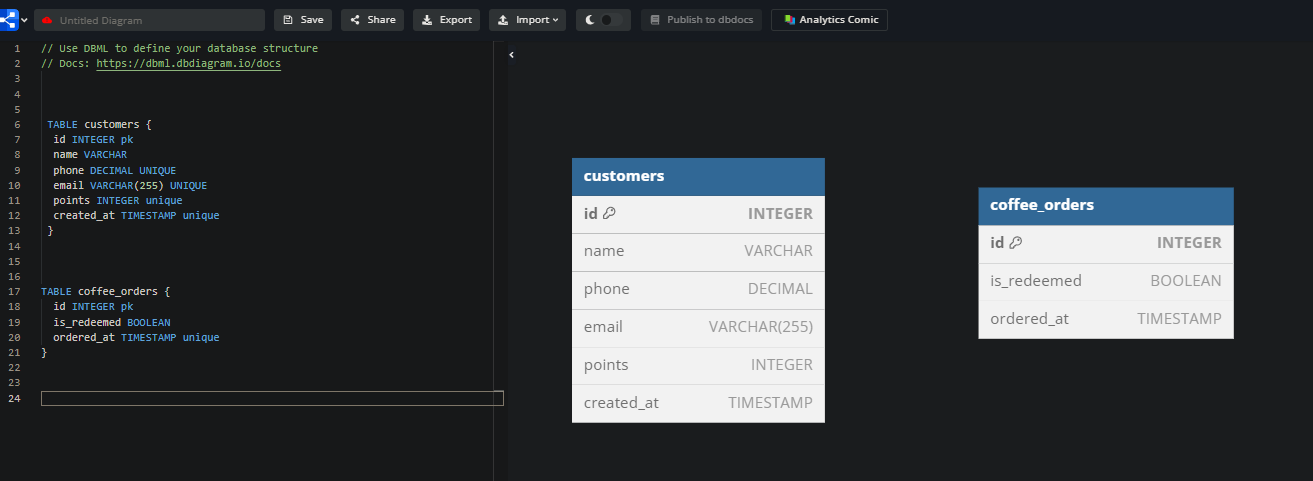 Untitled Diagram Save Share Export Import Publish to dbdocs Analytics Comic
1 // Use DBML to define your database structure
2 // Docs: https://dbml.dbdiagram.io/docs
3
4
5
6 TABLE customers {
7 id INTEGER pk
8 name VARCHAR
9 phone DECIMAL UNIQUE
10 email VARCHAR(255) UNIQUE
11 points INTEGER unique
12 created_at TIMESTAMP unique
13 }
14
15
16
17 TABLE coffee_orders {
18 id INTEGER pk
19 is_redeemed BOOLEAN
20 ordered_at TIMESTAMP unique
21 }
22
23
24
customers
id INTEGER
name VARCHAR
phone DECIMAL
email VARCHAR(255)
points INTEGER
created_at TIMESTAMP
coffee_orders
id INTEGER
is_redeemed BOOLEAN
ordered_at TIMESTAMP